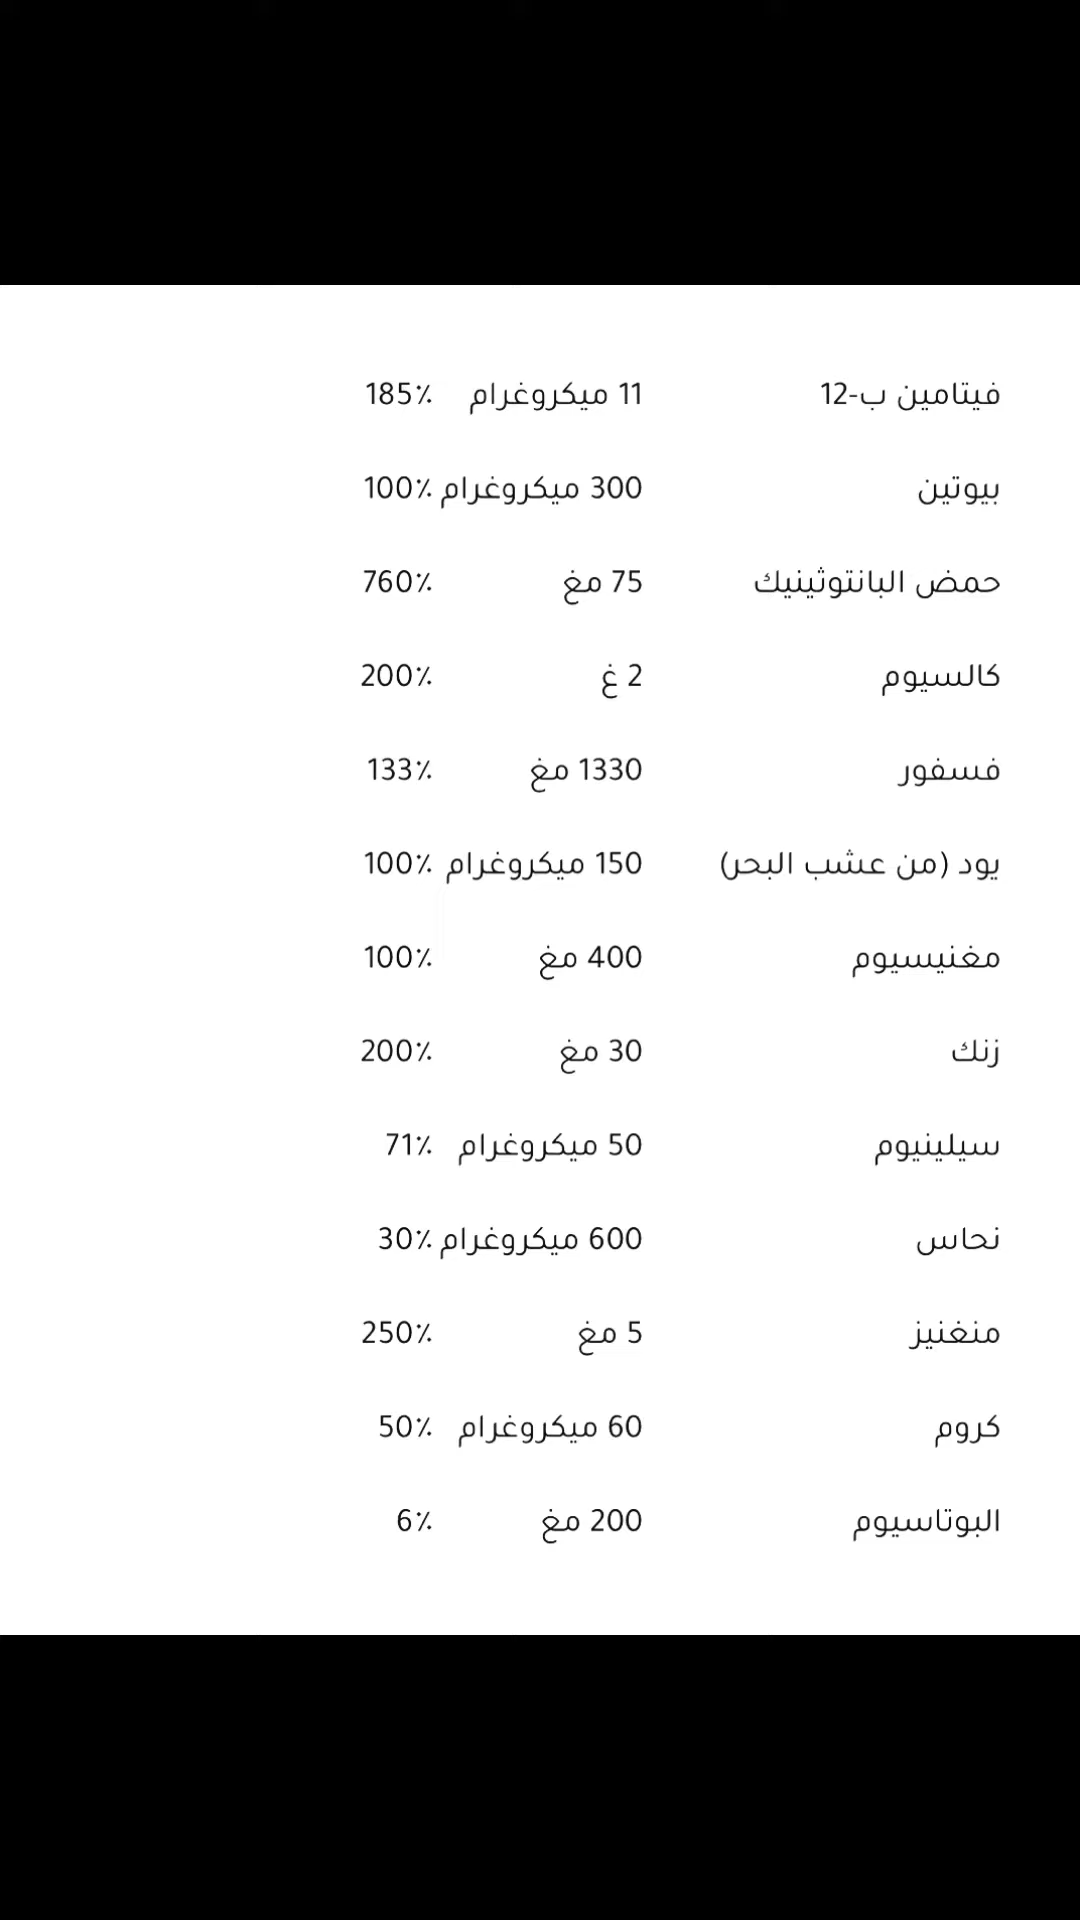 فيتامين ب-12 11 ميكروغرام 185٪
بيوتين 300 ميكروغرام 100٪
حمض البانتوثينيك 75 مغ 760٪
كالسيوم 2 غ 200٪
فسفور 1330 مغ 133٪
يود (من عشب البحر) 150 ميكروغرام 100٪
مغنيسيوم 400 مغ 100٪
زنك 30 مغ 200٪
سيلينيوم 50 ميكروغرام 71٪
نحاس 600 ميكروغرام 30٪
منغنيز 5 مغ 250٪
كروم 60 ميكروغرام 50٪
البوتاسيوم 200 مغ 6٪